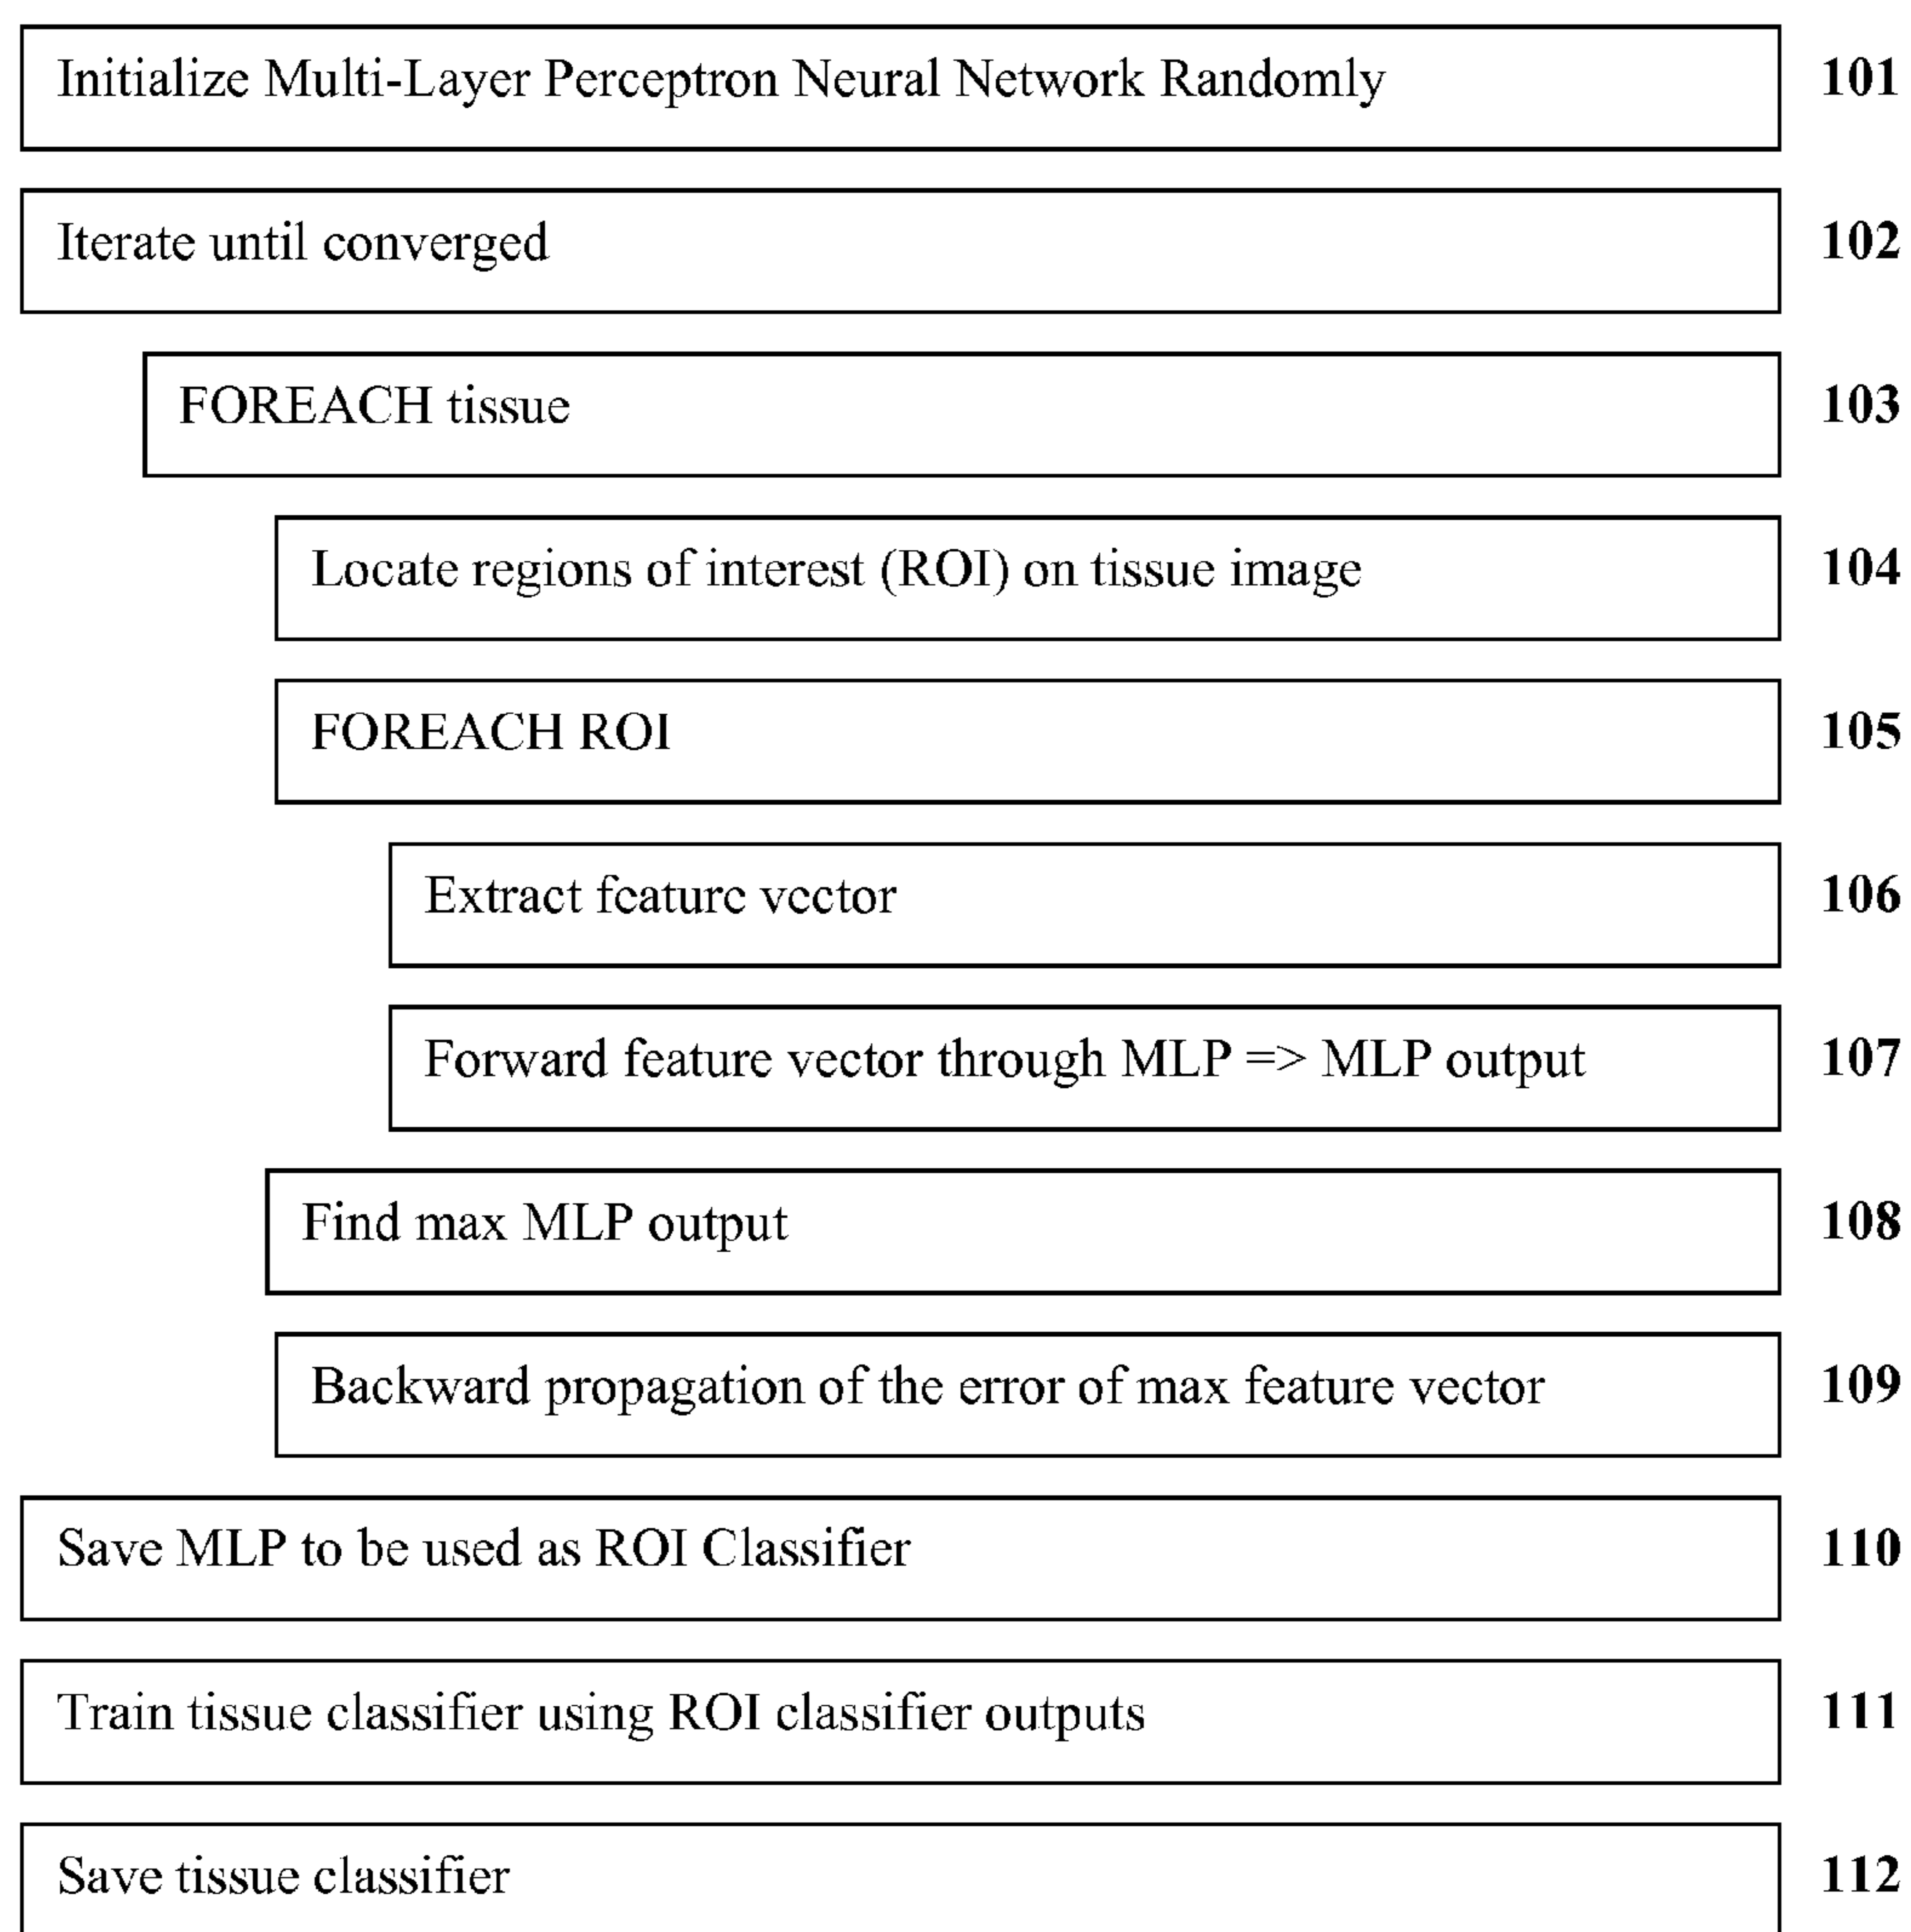 Initialize Multi-Layer Perceptron Neural Network Randomly 101
Iterate until converged 102
FOREACH tissue 103
Locate regions of interest (ROI) on tissue image 104
FOREACH ROI 105
Extract feature vector 106
Forward feature vector through MLP => MLP output 107
Find max MLP output 108
Backward propagation of the error of max feature vector 109
Save MLP to be used as ROI Classifier 110
Train tissue classifier using ROI classifier outputs 111
Save tissue classifier 112